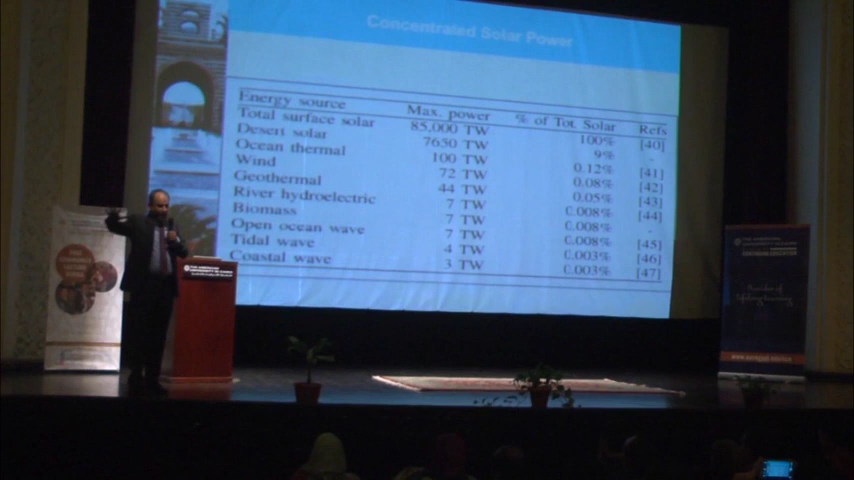 Concentrated Solar Power
Energy source Max. power % of Tot. Solar Refs
Total surface solar 85,000 TW 100% [40]
Desert solar 7650 TW 9% -
Ocean thermal 100 TW 0.12% [41]
Wind 72 TW 0.08% [42]
Geothermal 44 TW 0.05% [43]
River hydroelectric 7 TW 0.008% [44]
Biomass 7 TW 0.008% -
Open ocean wave 7 TW 0.008% [45]
Tidal wave 4 TW 0.003% [46]
Coastal wave 3 TW 0.003% [47]
THE AMERICAN
CONTINUING EDUCATION